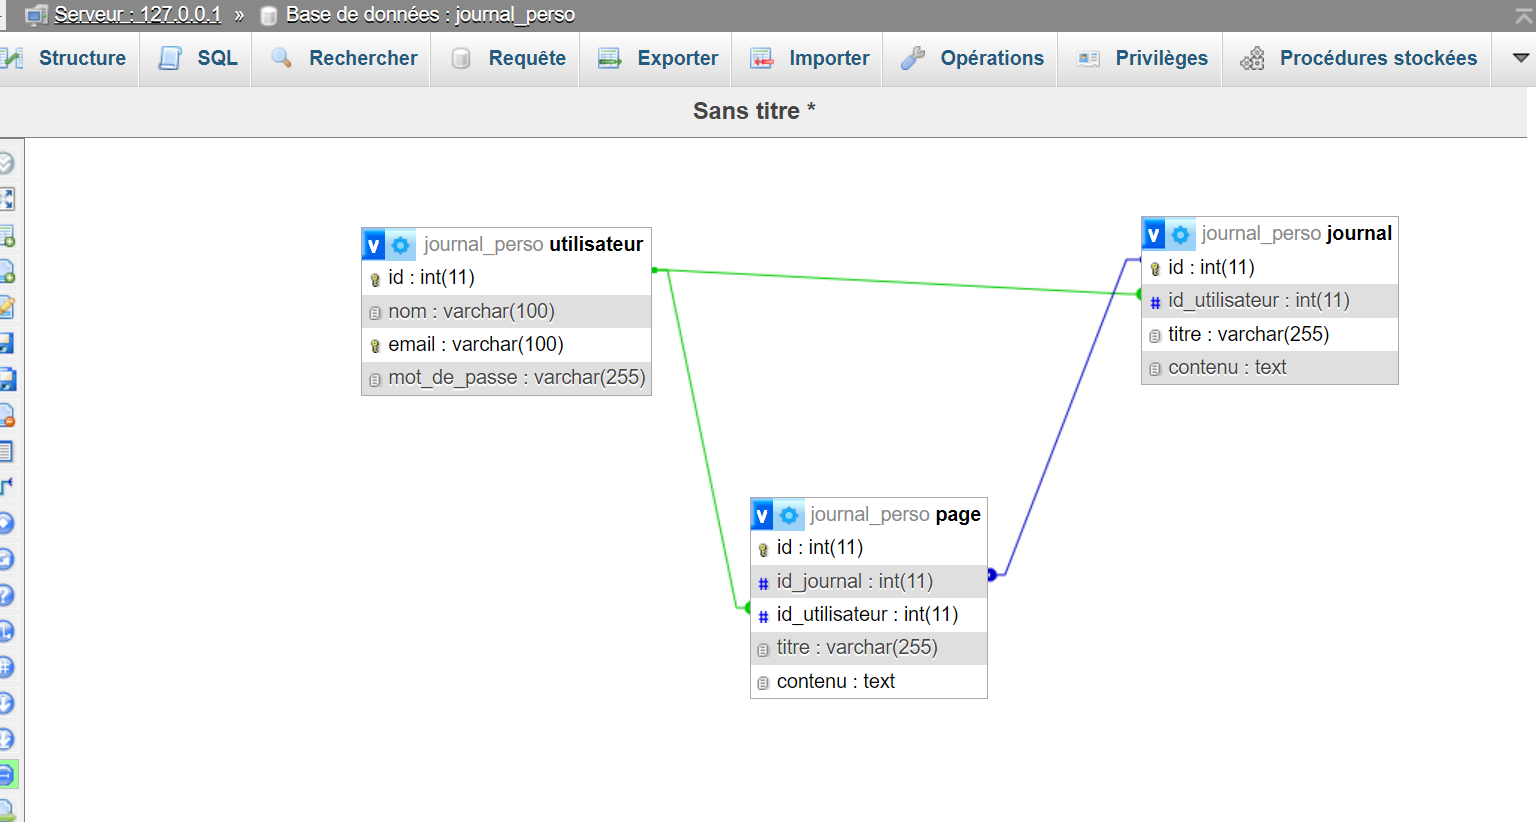 Serveur : 127.0.0.1 » Base de données : journal_perso
Structure SQL Rechercher Requête Exporter Importer Opérations Privilèges Procédures stockées
Sans titre *
v journal_perso utilisateur
id : int(11)
nom : varchar(100)
email : varchar(100)
mot_de_passe : varchar(255)
v journal_perso journal
id : int(11)
# id_utilisateur : int(11)
titre : varchar(255)
contenu : text
v journal_perso page
id : int(11)
# id_journal : int(11)
# id_utilisateur : int(11)
titre : varchar(255)
contenu : text